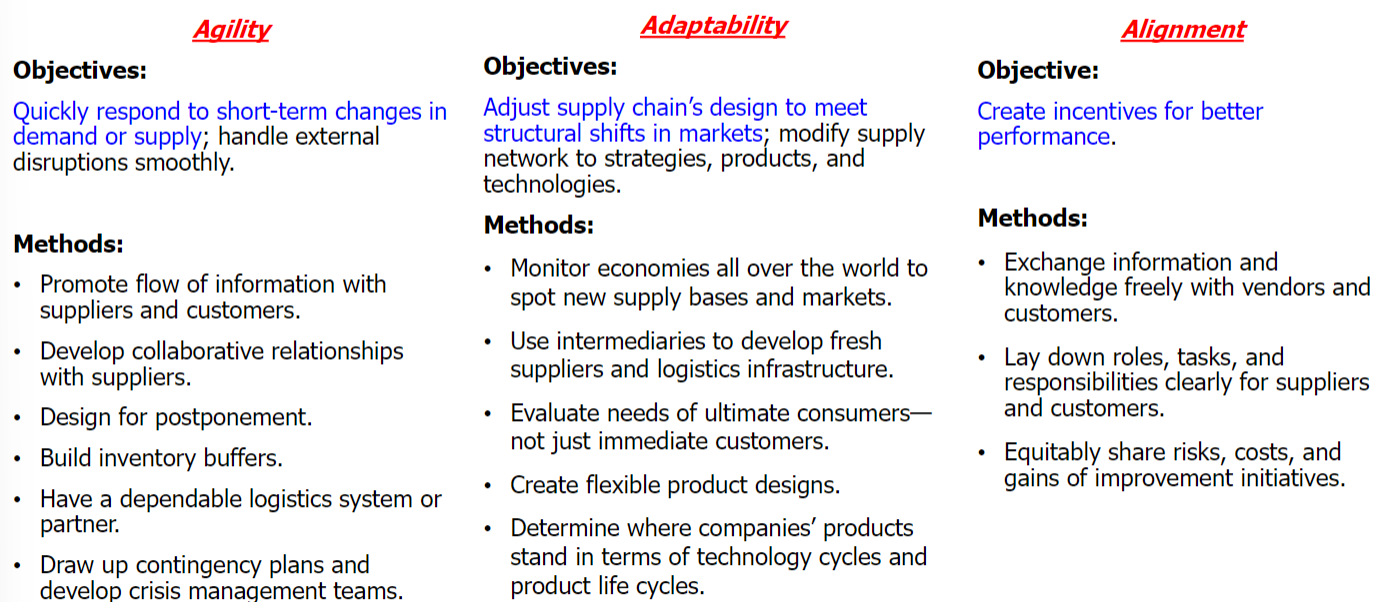 Agility
Objectives:
Quickly respond to short-term changes in
demand or supply; handle external
disruptions smoothly.
Methods:
• Promote flow of information with
suppliers and customers.
• Develop collaborative relationships
with suppliers.
• Design for postponement.
• Build inventory buffers.
• Have a dependable logistics system or
partner.
• Draw up contingency plans and
develop crisis management teams.
Adaptability
Objectives:
Adjust supply chain’s design to meet
structural shifts in markets; modify supply
network to strategies, products, and
technologies.
Methods:
• Monitor economies all over the world to
spot new supply bases and markets.
• Use intermediaries to develop fresh
suppliers and logistics infrastructure.
• Evaluate needs of ultimate consumers—
not just immediate customers.
• Create flexible product designs.
• Determine where companies’ products
stand in terms of technology cycles and
product life cycles.
Alignment
Objective:
Create incentives for better
performance.
Methods:
• Exchange information and
knowledge freely with vendors and
customers.
• Lay down roles, tasks, and
responsibilities clearly for suppliers
and customers.
• Equitably share risks, costs, and
gains of improvement initiatives.